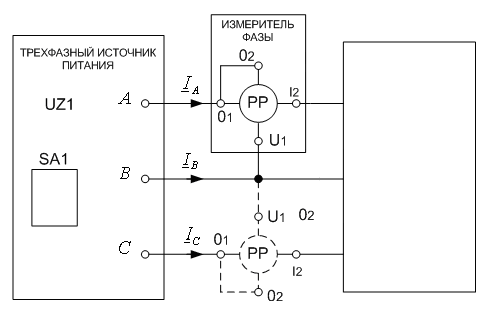 ИЗМЕРИТЕЛЬ
ФАЗЫ
ТРЕХФАЗНЫЙ ИСТОЧНИК
ПИТАНИЯ
UZ1
SA1
A
I_A
0₂
0₁
PP
I2
U1
B
I_B
U1
0₂
C
I_C
0₁
PP
I2
0₂